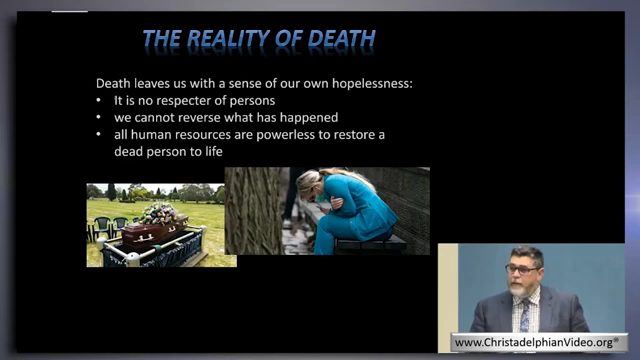 THE REALITY OF DEATH
Death leaves us with a sense of our own hopelessness:
• It is no respecter of persons
• we cannot reverse what has happened
• all human resources are powerless to restore a
dead person to life
www.ChristadelphianVideo.org®